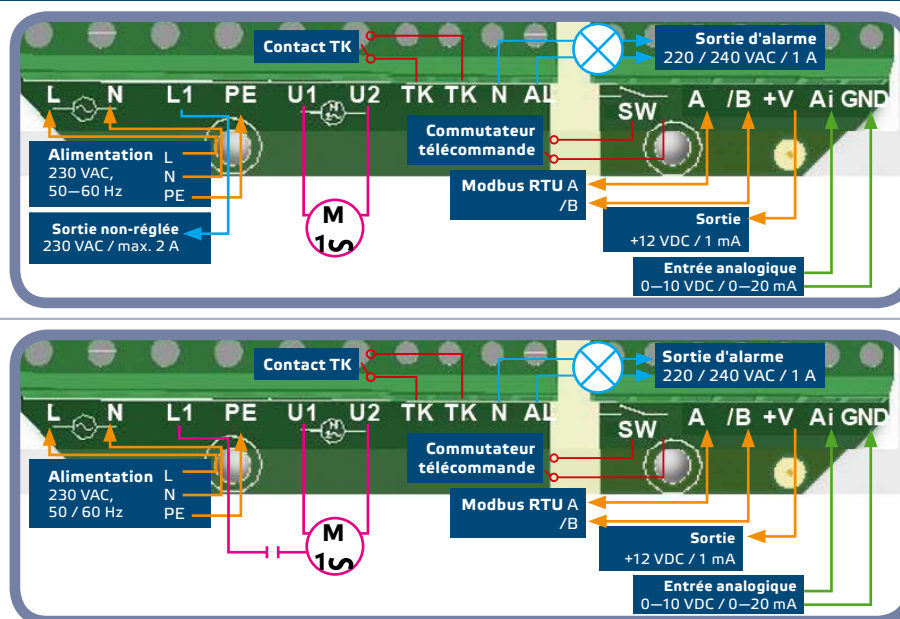 Contact TK
Sortie d'alarme
220 / 240 VAC / 1 A
L N L1 PE U1 U2 TK TK N AL SW A /B +V Ai GND
Alimentation L
230 VAC, N
50—60 Hz PE
Sortie non-réglée
230 VAC / max. 2 A
M
1
Commutateur
télécommande
Modbus RTU A
/B
Sortie
+12 VDC / 1 mA
Entrée analogique
0—10 VDC / 0—20 mA
Contact TK
Sortie d'alarme
220 / 240 VAC / 1 A
L N L1 PE U1 U2 TK TK N AL SW A /B +V Ai GND
Alimentation L
230 VAC, N
50 / 60 Hz PE
M
1
Commutateur
télécommande
Modbus RTU A
/B
Sortie
+12 VDC / 1 mA
Entrée analogique
0—10 VDC / 0—20 mA